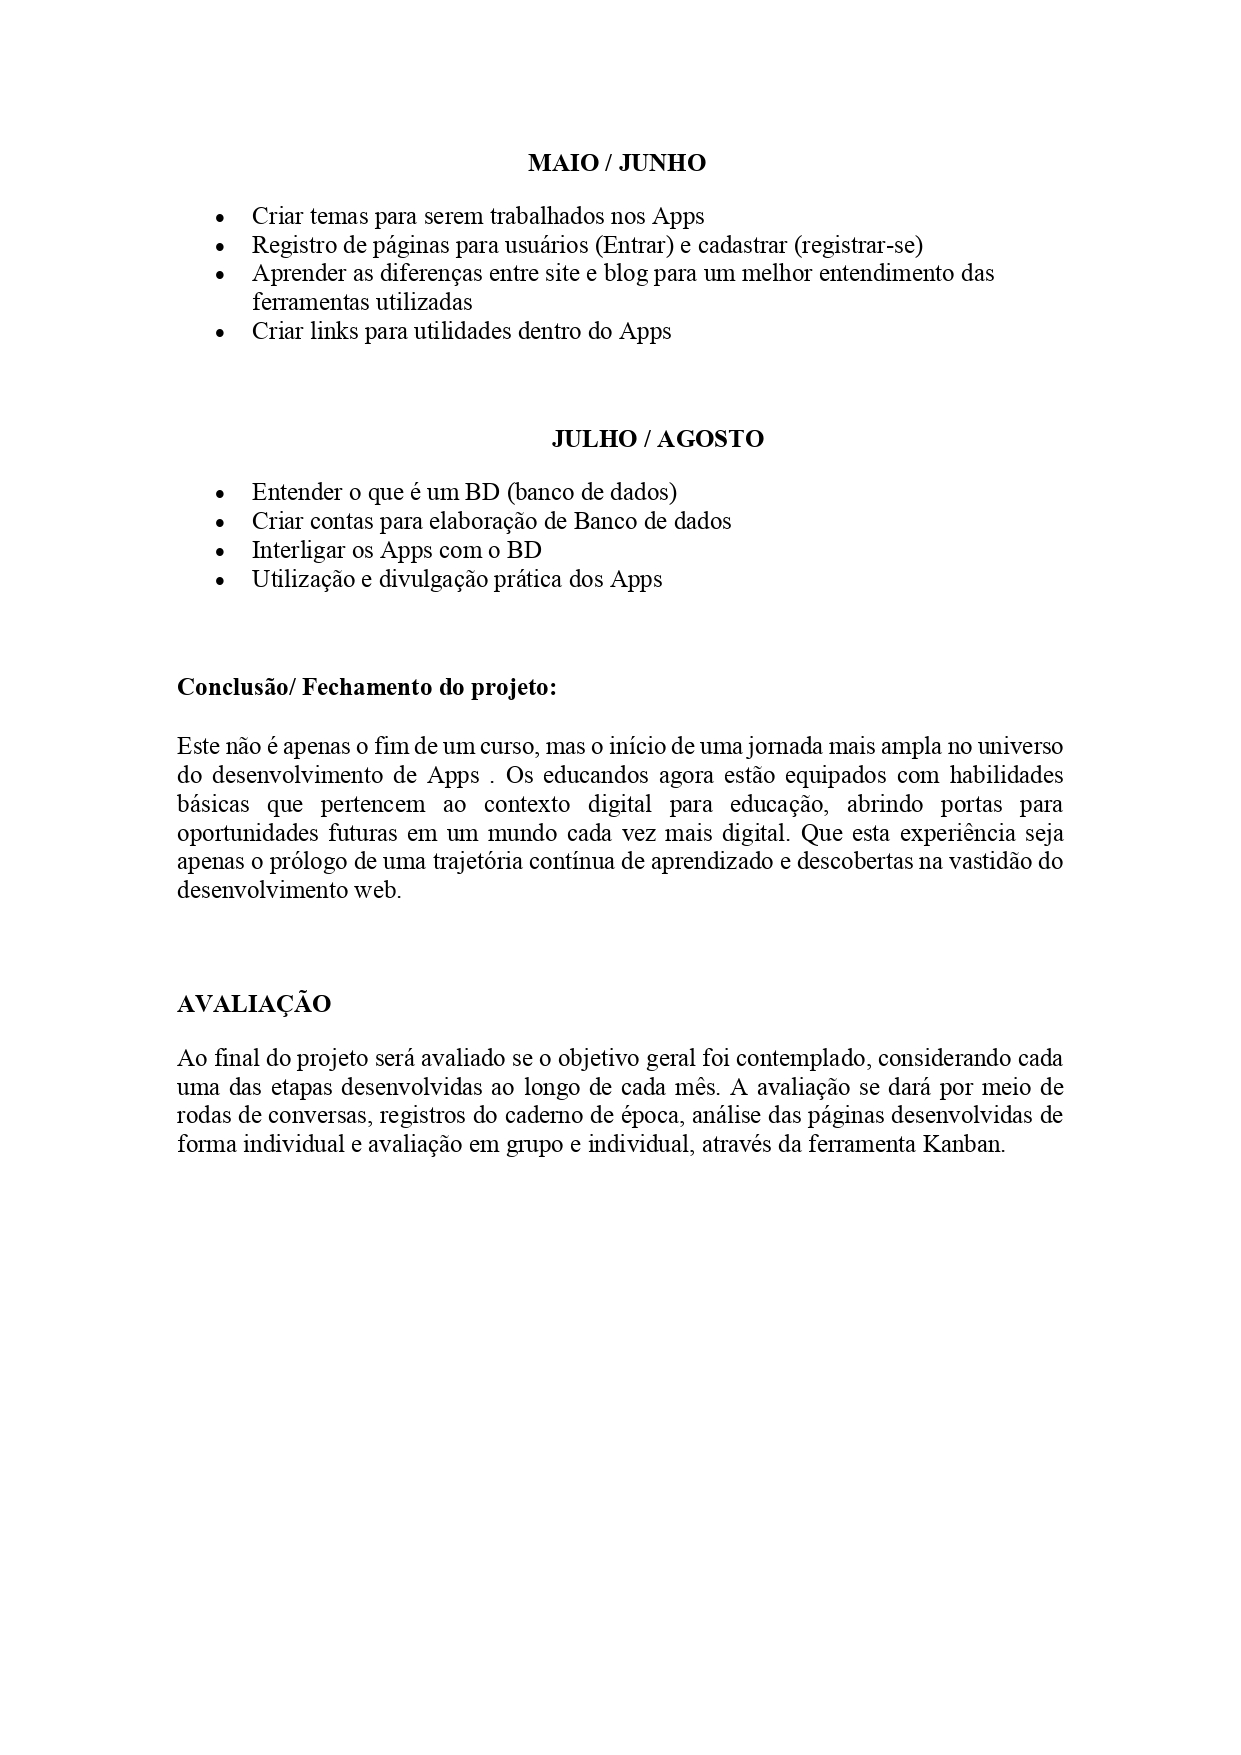 MAIO / JUNHO
• Criar temas para serem trabalhados nos Apps
• Registro de páginas para usuários (Entrar) e cadastrar (registrar-se)
• Aprender as diferenças entre site e blog para um melhor entendimento das
ferramentas utilizadas
• Criar links para utilidades dentro do Apps
JULHO / AGOSTO
• Entender o que é um BD (banco de dados)
• Criar contas para elaboração de Banco de dados
• Interligar os Apps com o BD
• Utilização e divulgação prática dos Apps
Conclusão/ Fechamento do projeto:
Este não é apenas o fim de um curso, mas o início de uma jornada mais ampla no universo
do desenvolvimento de Apps . Os educandos agora estão equipados com habilidades
básicas que pertencem ao contexto digital para educação, abrindo portas para
oportunidades futuras em um mundo cada vez mais digital. Que esta experiência seja
apenas o prólogo de uma trajetória contínua de aprendizado e descobertas na vastidão do
desenvolvimento web.
AVALIAÇÃO
Ao final do projeto será avaliado se o objetivo geral foi contemplado, considerando cada
uma das etapas desenvolvidas ao longo de cada mês. A avaliação se dará por meio de
rodas de conversas, registros do caderno de época, análise das páginas desenvolvidas de
forma individual e avaliação em grupo e individual, através da ferramenta Kanban.